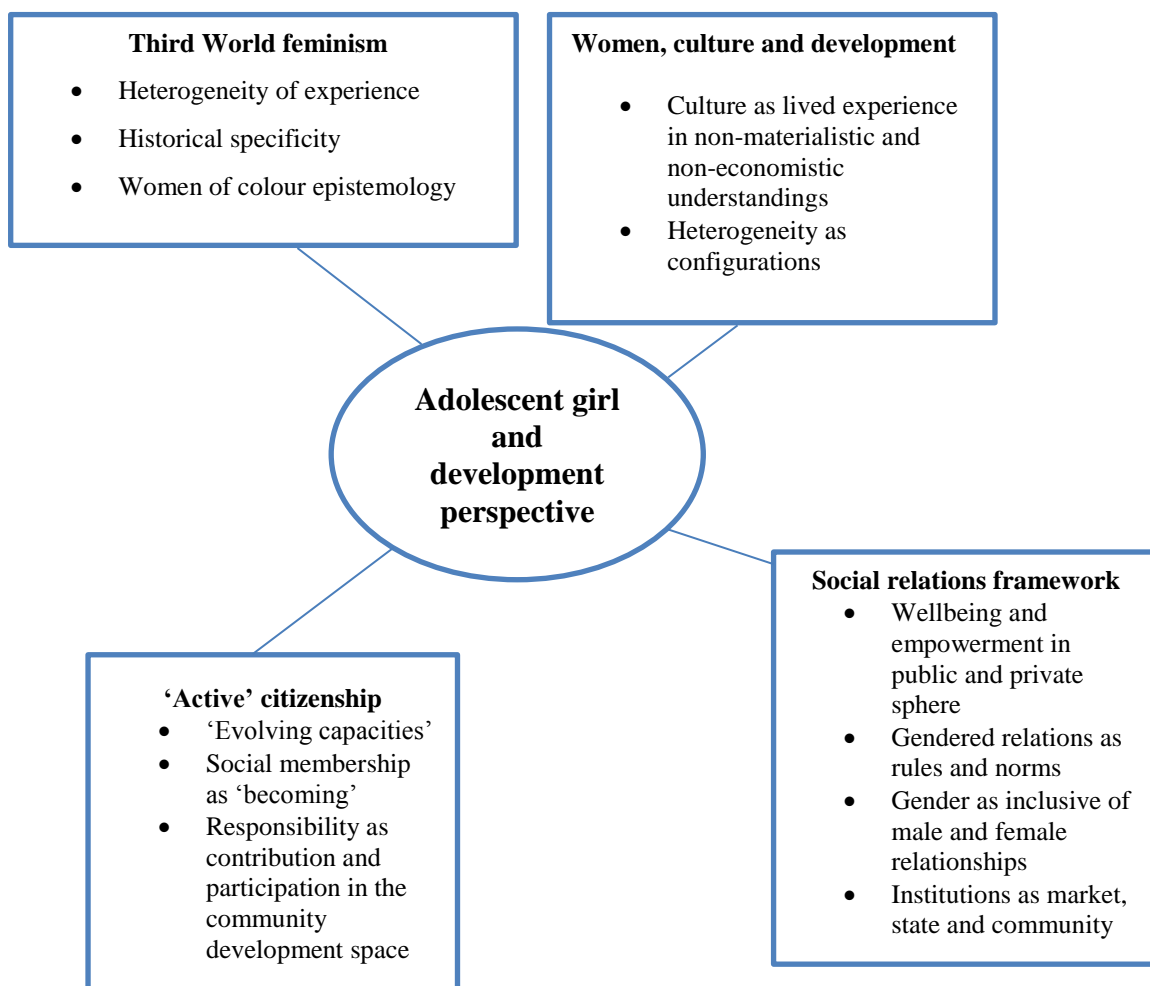 Third World feminism
• Heterogeneity of experience
• Historical specificity
• Women of colour epistemology
Women, culture and development
• Culture as lived experience
in non-materialistic and
non-economistic
understandings
• Heterogeneity as
configurations
Adolescent girl
and
development
perspective
‘Active’ citizenship
• ‘Evolving capacities’
• Social membership
as ‘becoming’
• Responsibility as
contribution and
participation in the
community
development space
Social relations framework
• Wellbeing and
empowerment in
public and private
sphere
• Gendered relations as
rules and norms
• Gender as inclusive of
male and female
relationships
• Institutions as market,
state and community